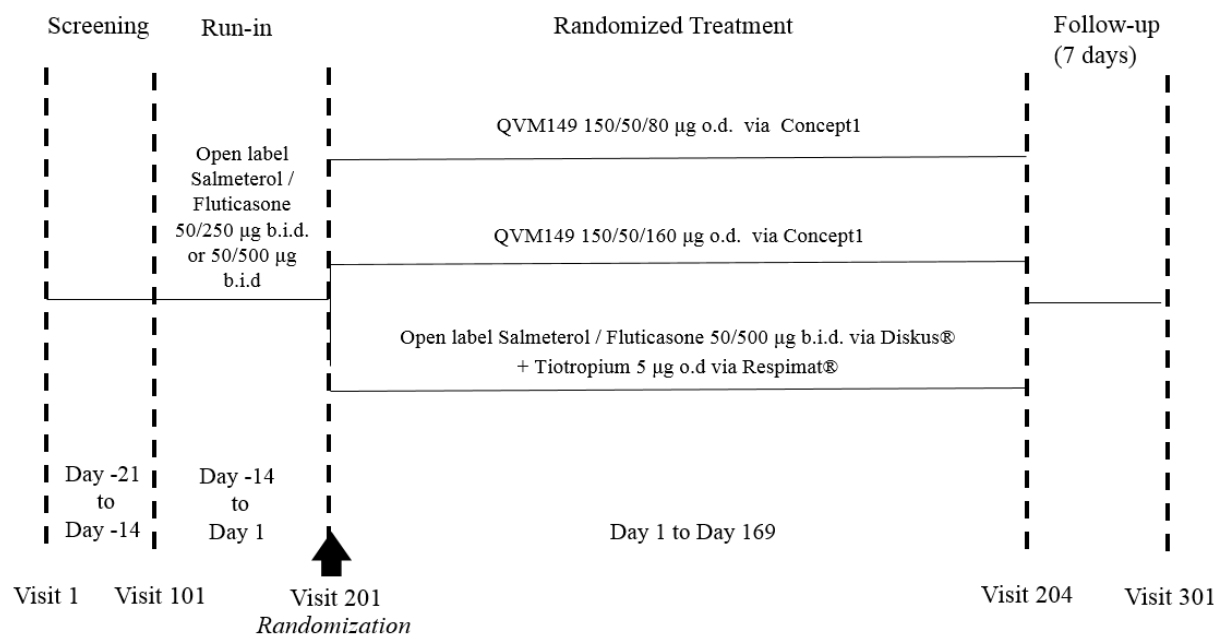 Screening
Run-in
Randomized Treatment
Follow-up
(7 days)
QVM149 150/50/80 µg o.d.  via  Concept1
Open label
Salmeterol /
Fluticasone
50/250 µg b.i.d.
or 50/500 µg
b.i.d
QVM149 150/50/160 µg o.d.  via Concept1
Open label Salmeterol / Fluticasone 50/500 µg b.i.d. via Diskus®
+ Tiotropium 5 µg o.d via Respimat®
Day -21
to
Day -14
Day -14
to
Day 1
Day 1 to Day 169
Visit 1
Visit 101
Visit 201
Randomization
Visit 204
Visit 301